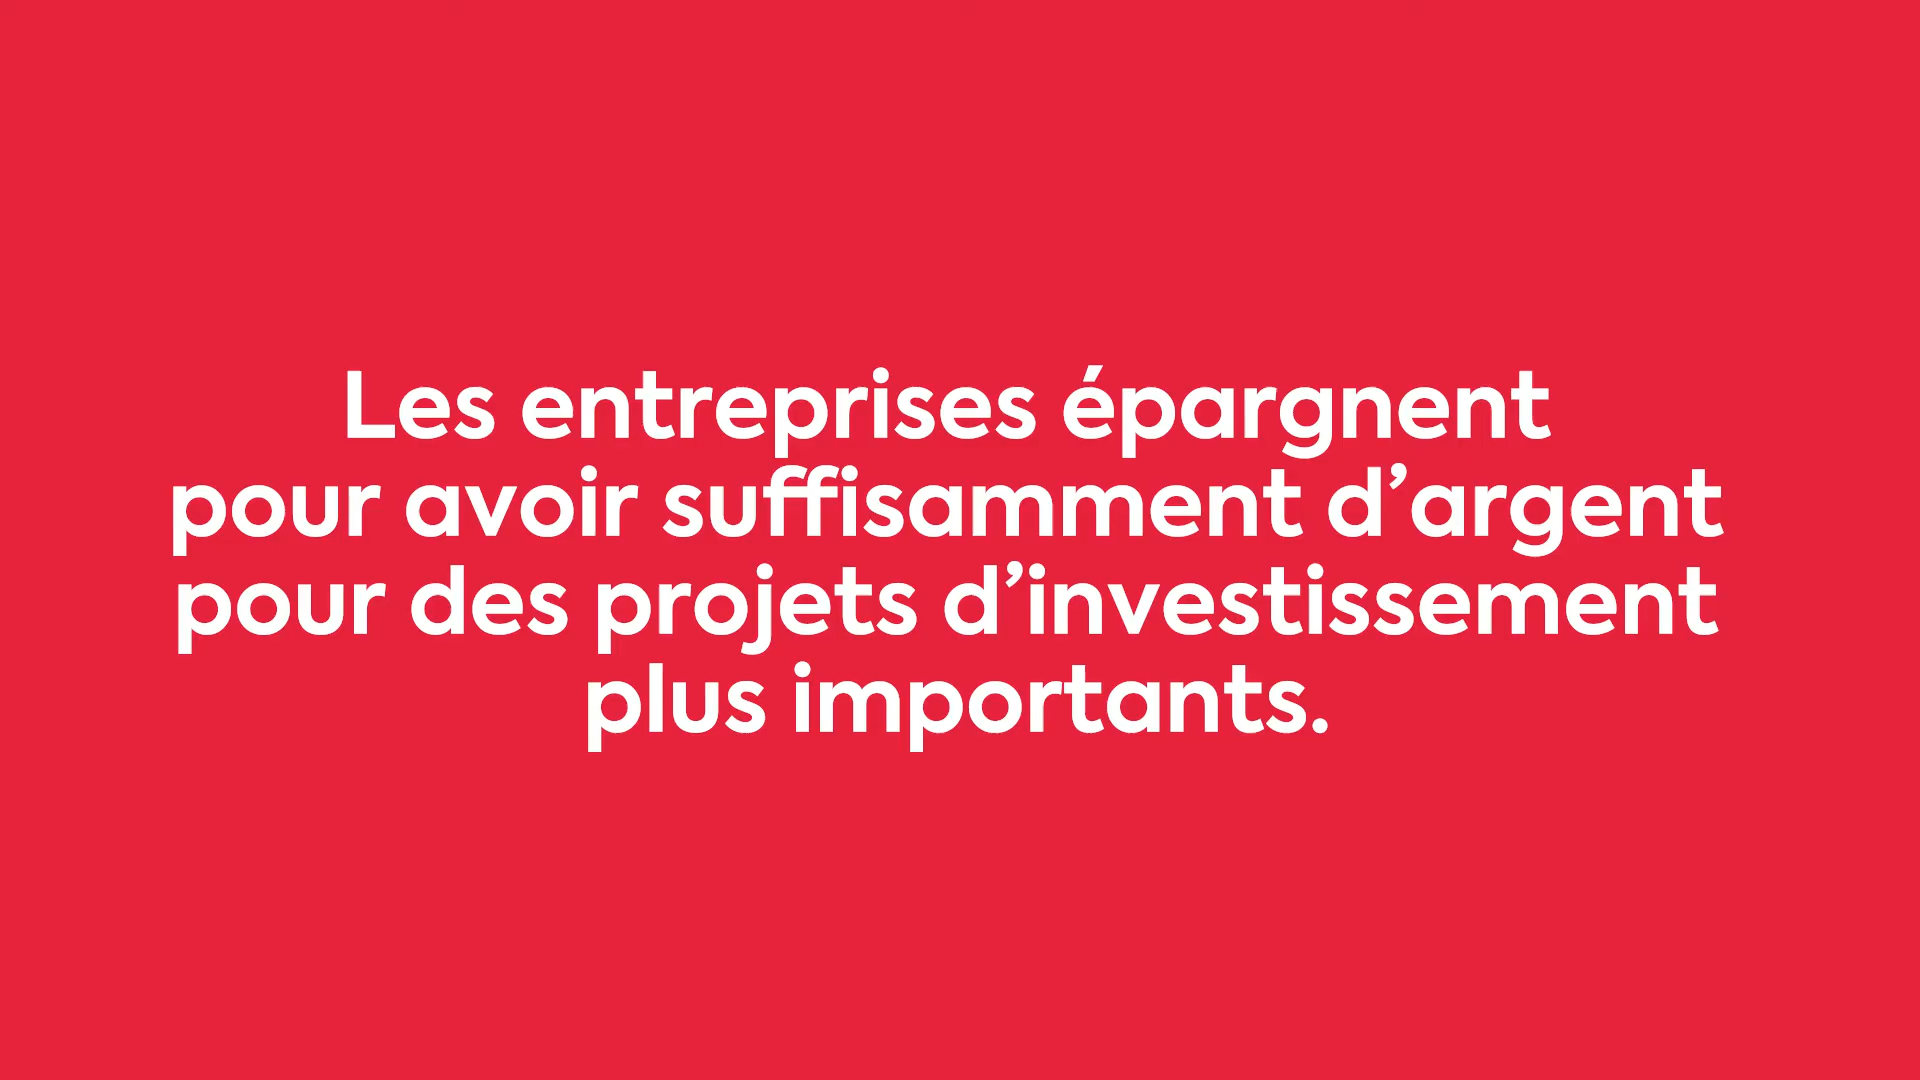 Les entreprises épargnent
pour avoir suffisamment d’argent
pour des projets d’investissement
plus importants.